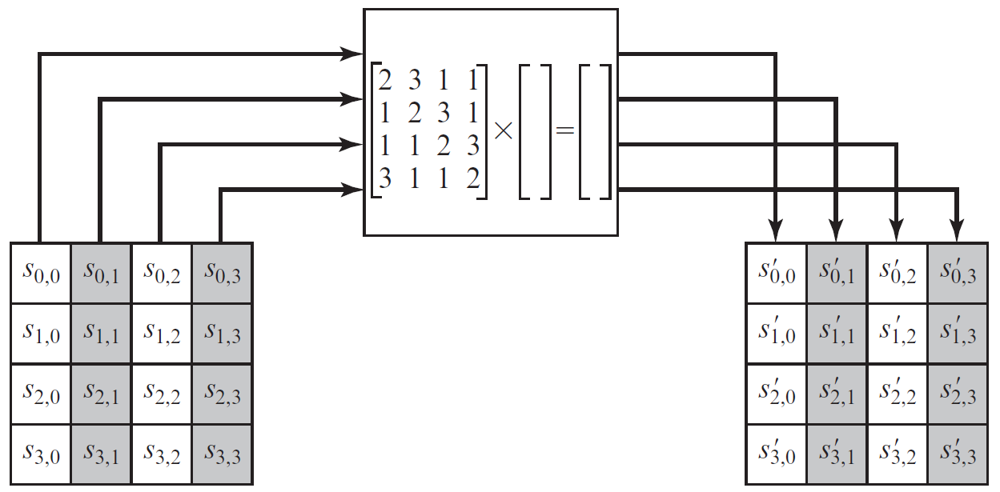 2 3 1 1
1 2 3 1
1 1 2 3
3 1 1 2
× =
s0,0 s0,1 s0,2 s0,3
s1,0 s1,1 s1,2 s1,3
s2,0 s2,1 s2,2 s2,3
s3,0 s3,1 s3,2 s3,3
s′0,0 s′0,1 s′0,2 s′0,3
s′1,0 s′1,1 s′1,2 s′1,3
s′2,0 s′2,1 s′2,2 s′2,3
s′3,0 s′3,1 s′3,2 s′3,3